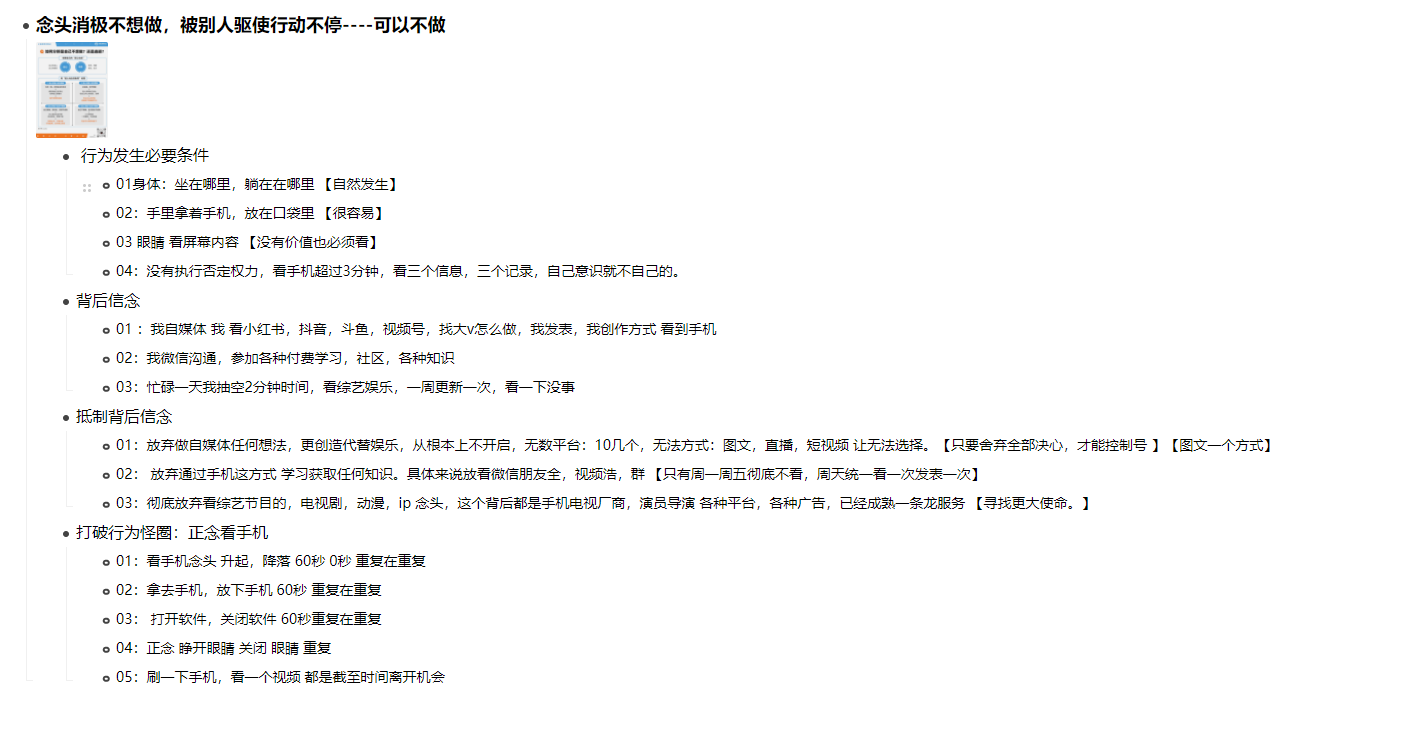 念头消极不想做，被别人驱使行动不停----可以不做
行为发生必要条件
01身体：坐在哪里，躺在在哪里 【自然发生】
02：手里拿着手机，放在口袋里 【很容易】
03 眼睛 看屏幕内容 【没有价值也必须看】
04：没有执行否定权力，看手机超过3分钟，看三个信息，三个记录，自己意识就不自己的。
背后信念
01 ：我自媒体 我 看小红书，抖音，斗鱼，视频号，找大v怎么做，我发表，我创作方式 看到手机
02：我微信沟通，参加各种付费学习，社区，各种知识
03：忙碌一天我抽空2分钟时间，看综艺娱乐，一周更新一次，看一下没事
抵制背后信念
01：放弃做自媒体任何想法，更创造代替娱乐，从根本上不开启，无数平台：10几个，无法方式：图文，直播，短视频 让无法选择。【只要舍弃全部决心，才能控制号 】【图文一个方式】
02： 放弃通过手机这方式 学习获取任何知识。具体来说放看微信朋友全，视频浩，群 【只有周一周五彻底不看，周天统一看一次发表一次】
03：彻底放弃看综艺节目的，电视剧，动漫，ip 念头，这个背后都是手机电视厂商，演员导演 各种平台，各种广告，已经成熟一条龙服务 【寻找更大使命。】
打破行为怪圈：正念看手机
01：看手机念头 升起，降落 60秒 0秒 重复在重复
02：拿去手机，放下手机 60秒 重复在重复
03： 打开软件，关闭软件 60秒重复在重复
04：正念 睁开眼睛 关闭 眼睛 重复
05：刷一下手机，看一个视频 都是截至时间离开机会